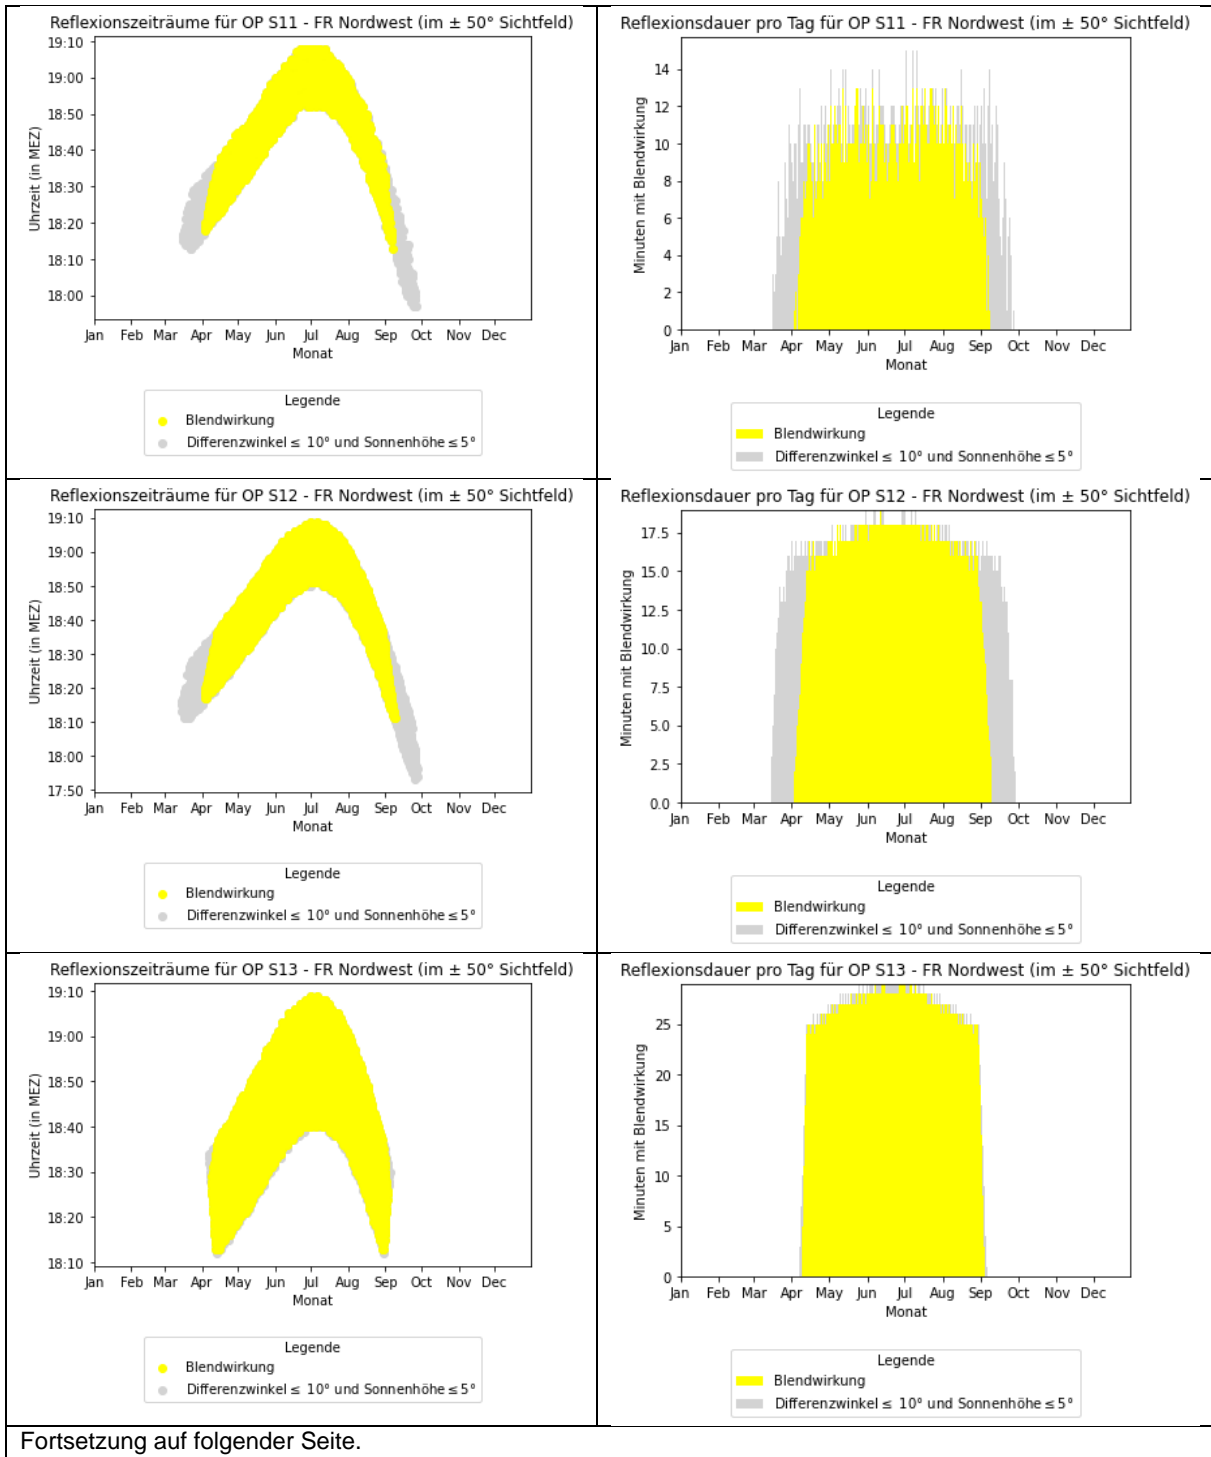 Reflexionszeiträume für OP S11 - FR Nordwest (im ± 50° Sichtfeld)
19:10
19:00
18:50
18:40
18:30
18:20
18:10
18:00
Uhrzeit (in MEZ)
Jan Feb Mar Apr May Jun Jul Aug Sep Oct Nov Dec
Monat
Legende
Blendwirkung
Differenzwinkel ≤ 10° und Sonnenhöhe ≤ 5°
Reflexionsdauer pro Tag für OP S11 - FR Nordwest (im ± 50° Sichtfeld)
14
12
10
8
6
4
2
0
Minuten mit Blendwirkung
Jan Feb Mar Apr May Jun Jul Aug Sep Oct Nov Dec
Monat
Legende
Blendwirkung
Differenzwinkel ≤ 10° und Sonnenhöhe ≤ 5°
Reflexionszeiträume für OP S12 - FR Nordwest (im ± 50° Sichtfeld)
19:10
19:00
18:50
18:40
18:30
18:20
18:10
18:00
17:50
Uhrzeit (in MEZ)
Jan Feb Mar Apr May Jun Jul Aug Sep Oct Nov Dec
Monat
Legende
Blendwirkung
Differenzwinkel ≤ 10° und Sonnenhöhe ≤ 5°
Reflexionsdauer pro Tag für OP S12 - FR Nordwest (im ± 50° Sichtfeld)
17.5
15.0
12.5
10.0
7.5
5.0
2.5
0.0
Minuten mit Blendwirkung
Jan Feb Mar Apr May Jun Jul Aug Sep Oct Nov Dec
Monat
Legende
Blendwirkung
Differenzwinkel ≤ 10° und Sonnenhöhe ≤ 5°
Reflexionszeiträume für OP S13 - FR Nordwest (im ± 50° Sichtfeld)
19:10
19:00
18:50
18:40
18:30
18:20
18:10
Uhrzeit (in MEZ)
Jan Feb Mar Apr May Jun Jul Aug Sep Oct Nov Dec
Monat
Legende
Blendwirkung
Differenzwinkel ≤ 10° und Sonnenhöhe ≤ 5°
Reflexionsdauer pro Tag für OP S13 - FR Nordwest (im ± 50° Sichtfeld)
25
20
15
10
5
0
Minuten mit Blendwirkung
Jan Feb Mar Apr May Jun Jul Aug Sep Oct Nov Dec
Monat
Legende
Blendwirkung
Differenzwinkel ≤ 10° und Sonnenhöhe ≤ 5°
Fortsetzung auf folgender Seite.